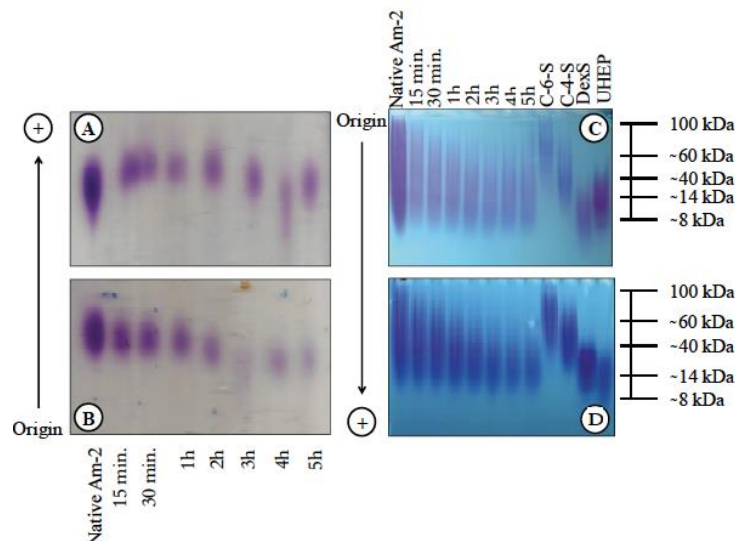 +
A
B
Origin
Native Am-2
15 min.
30 min.
1h
2h
3h
4h
5h
Origin
+
Native Am-2
15 min.
30 min.
1h
2h
3h
4h
5h
C-6-S
C-4-S
DexS
UHEP
C
D
100 kDa
~60 kDa
~40 kDa
~14 kDa
~8 kDa
100 kDa
~60 kDa
~40 kDa
~14 kDa
~8 kDa